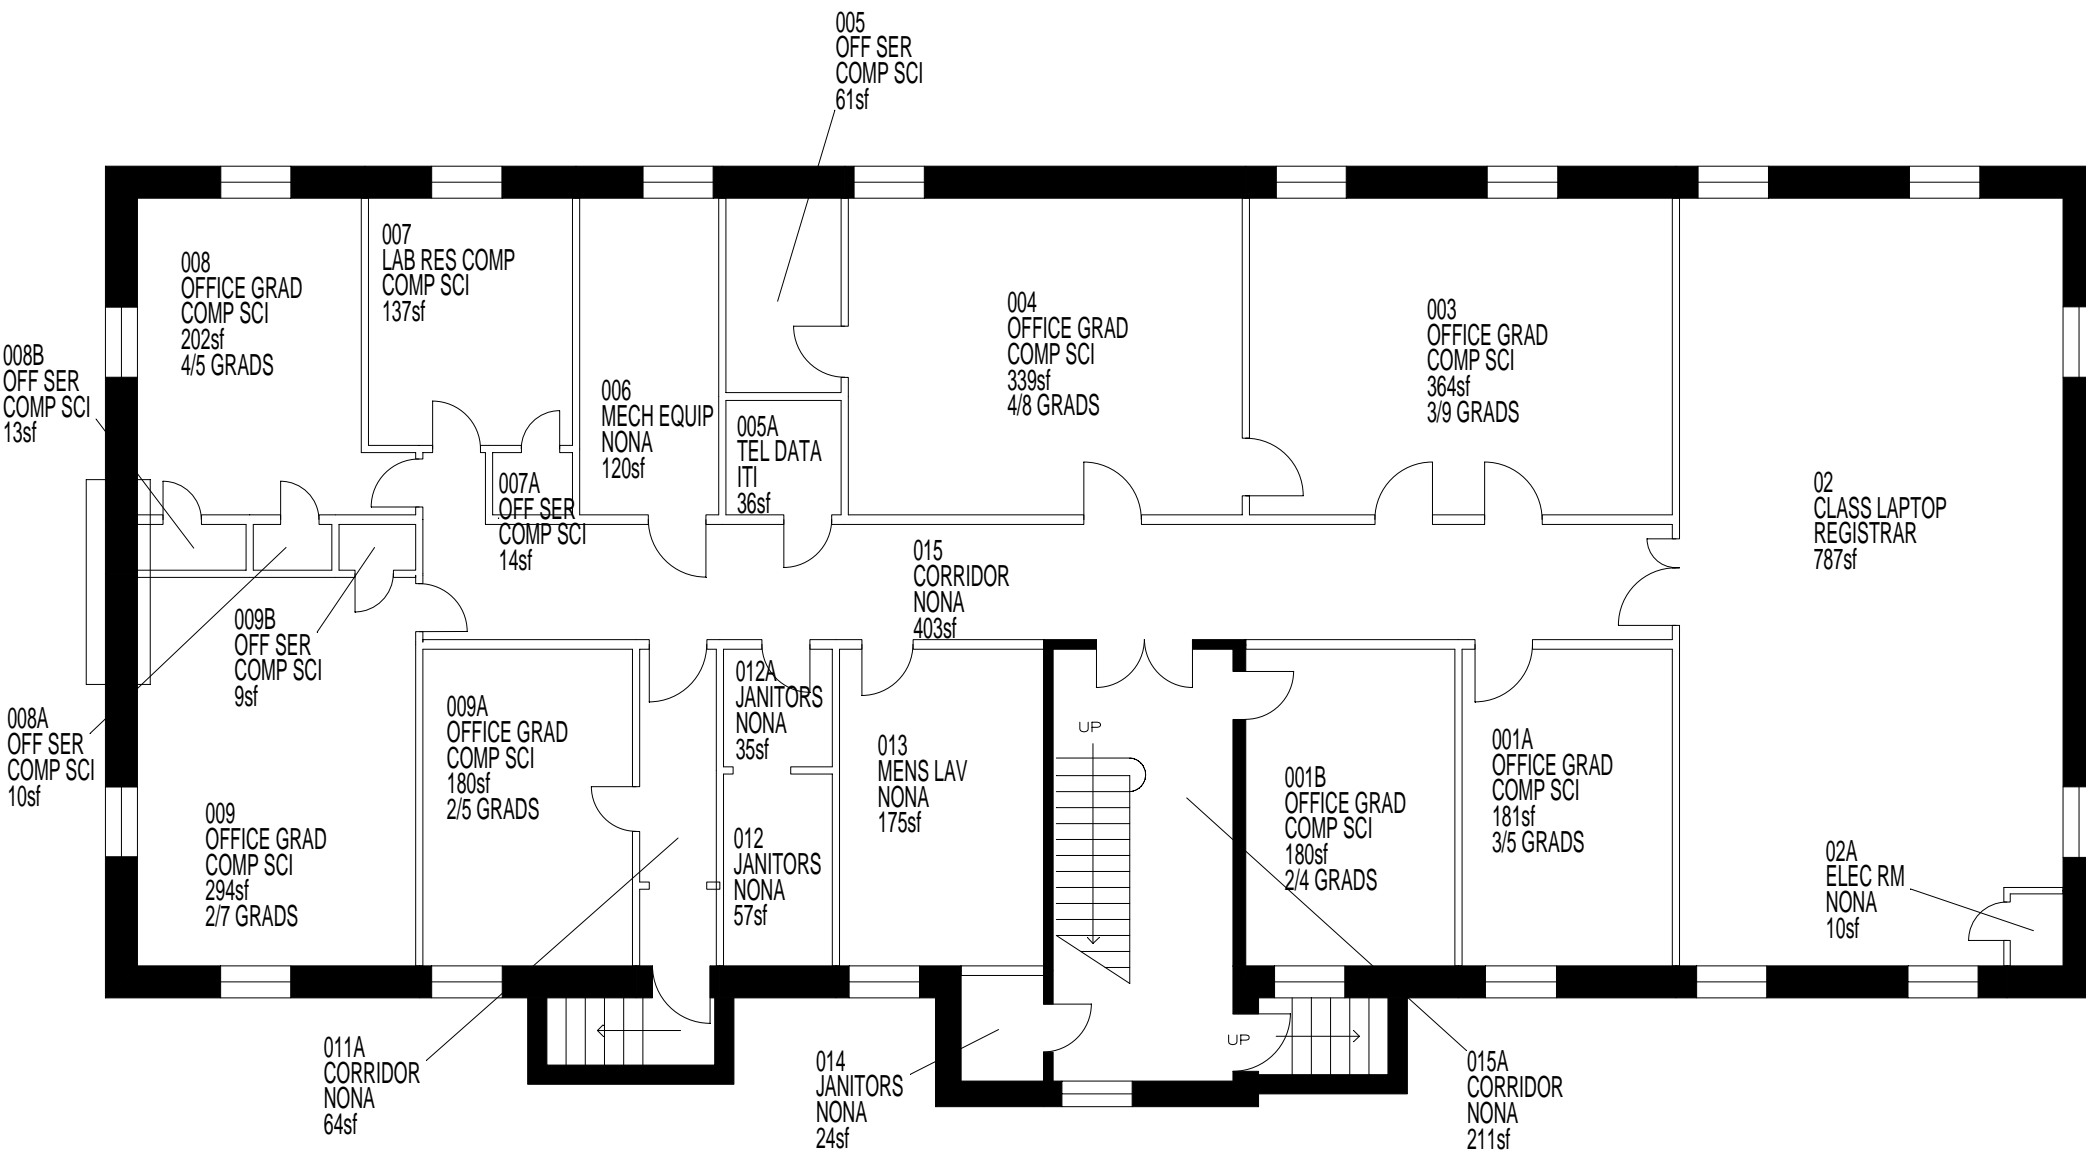 005
OFF SER
COMP SCI
61sf
008
OFFICE GRAD
COMP SCI
202sf
4/5 GRADS
007
LAB RES COMP
COMP SCI
137sf
006
MECH EQUIP
NONA
120sf
005A
TEL DATA
ITI
36sf
004
OFFICE GRAD
COMP SCI
339sf
4/8 GRADS
003
OFFICE GRAD
COMP SCI
364sf
3/9 GRADS
008B
OFF SER
COMP SCI
13sf
007A
OFF SER
COMP SCI
14sf
02
CLASS LAPTOP
REGISTRAR
787sf
015
CORRIDOR
NONA
403sf
009B
OFF SER
COMP SCI
9sf
008A
OFF SER
COMP SCI
10sf
009A
OFFICE GRAD
COMP SCI
180sf
2/5 GRADS
012A
JANITORS
NONA
35sf
013
MENS LAV
NONA
175sf
UP
001B
OFFICE GRAD
COMP SCI
180sf
2/4 GRADS
001A
OFFICE GRAD
COMP SCI
181sf
3/5 GRADS
009
OFFICE GRAD
COMP SCI
294sf
2/7 GRADS
012
JANITORS
NONA
57sf
02A
ELEC RM
NONA
10sf
011A
CORRIDOR
NONA
64sf
014
JANITORS
NONA
24sf
UP
015A
CORRIDOR
NONA
211sf